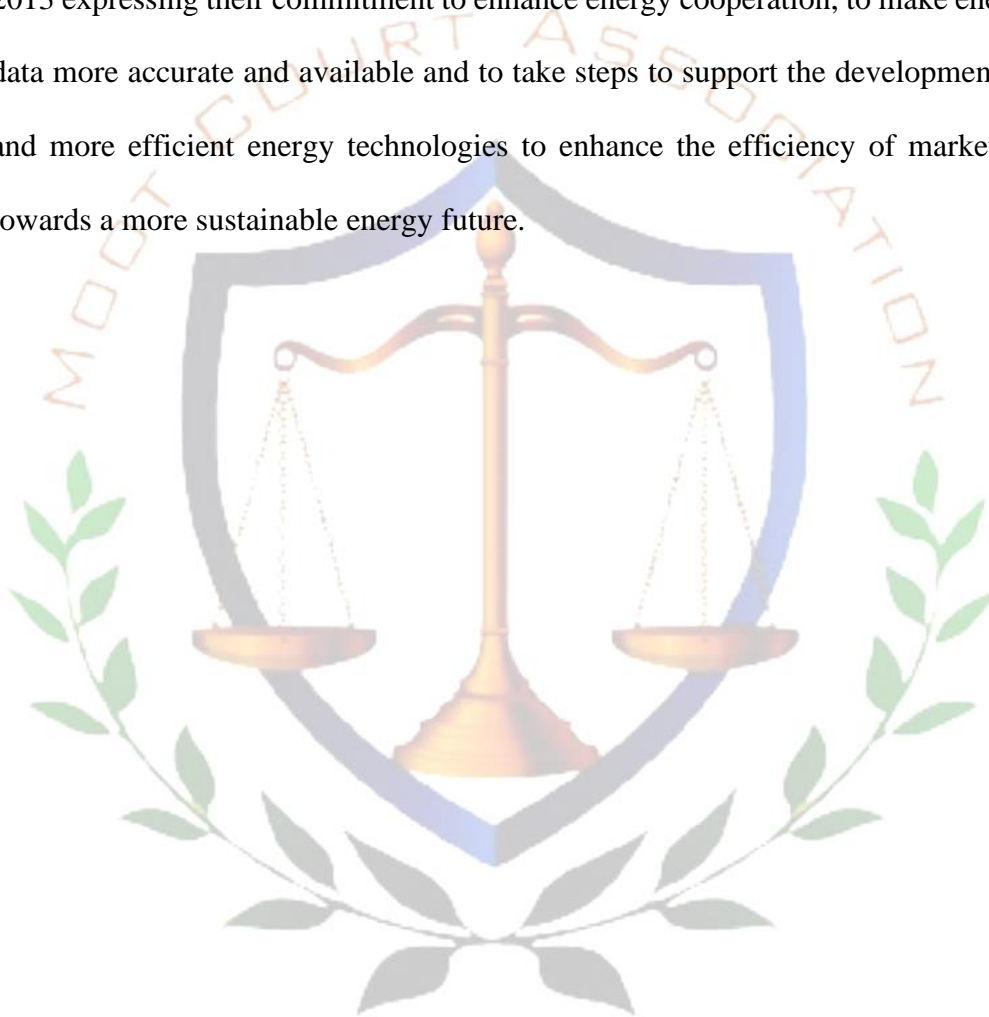 expressing their commitment to enhance energy cooperation, to make ene
data more accurate and available and to take steps to support the developmen
and more efficient energy technologies to enhance the efficiency of marke
owards a more sustainable energy future.
MOOT COURT ASSOCIATION